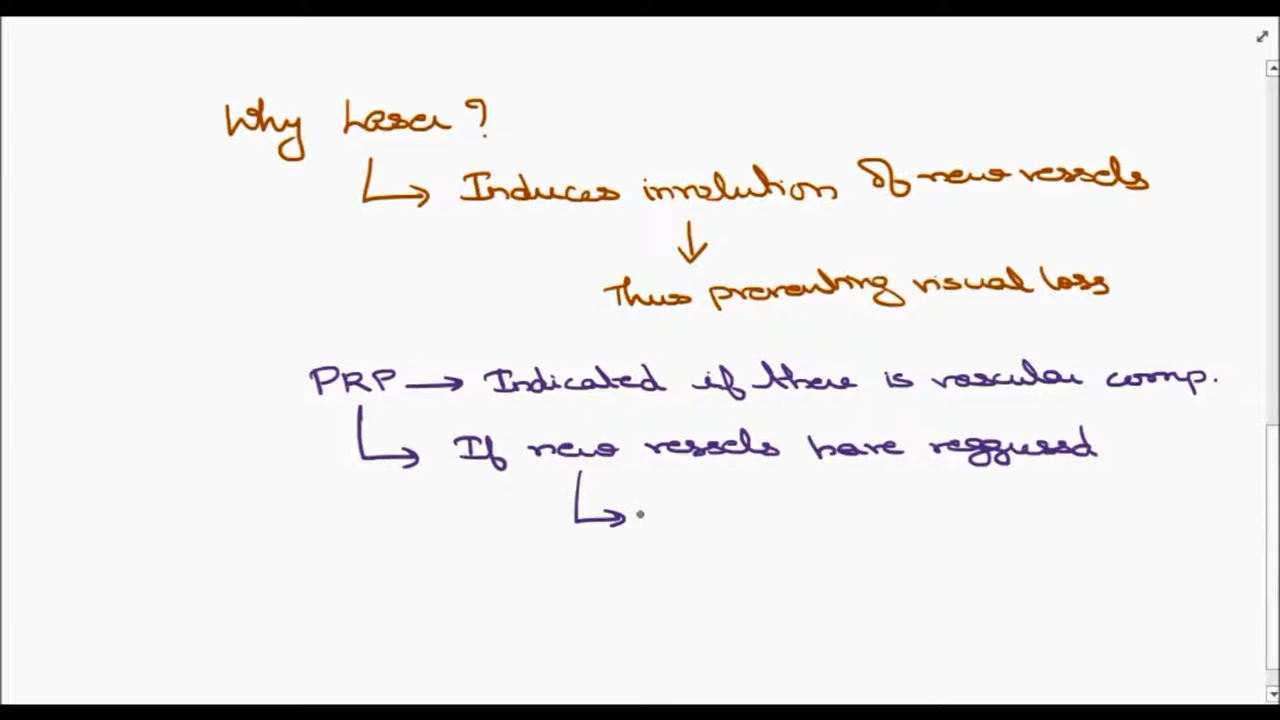 Why Laser?
↳ Induces involution of new vessels
↓
Thus preventing visual loss
PRP → Indicated if there is vascular comp.
↳ If new vessels have regressed
↳